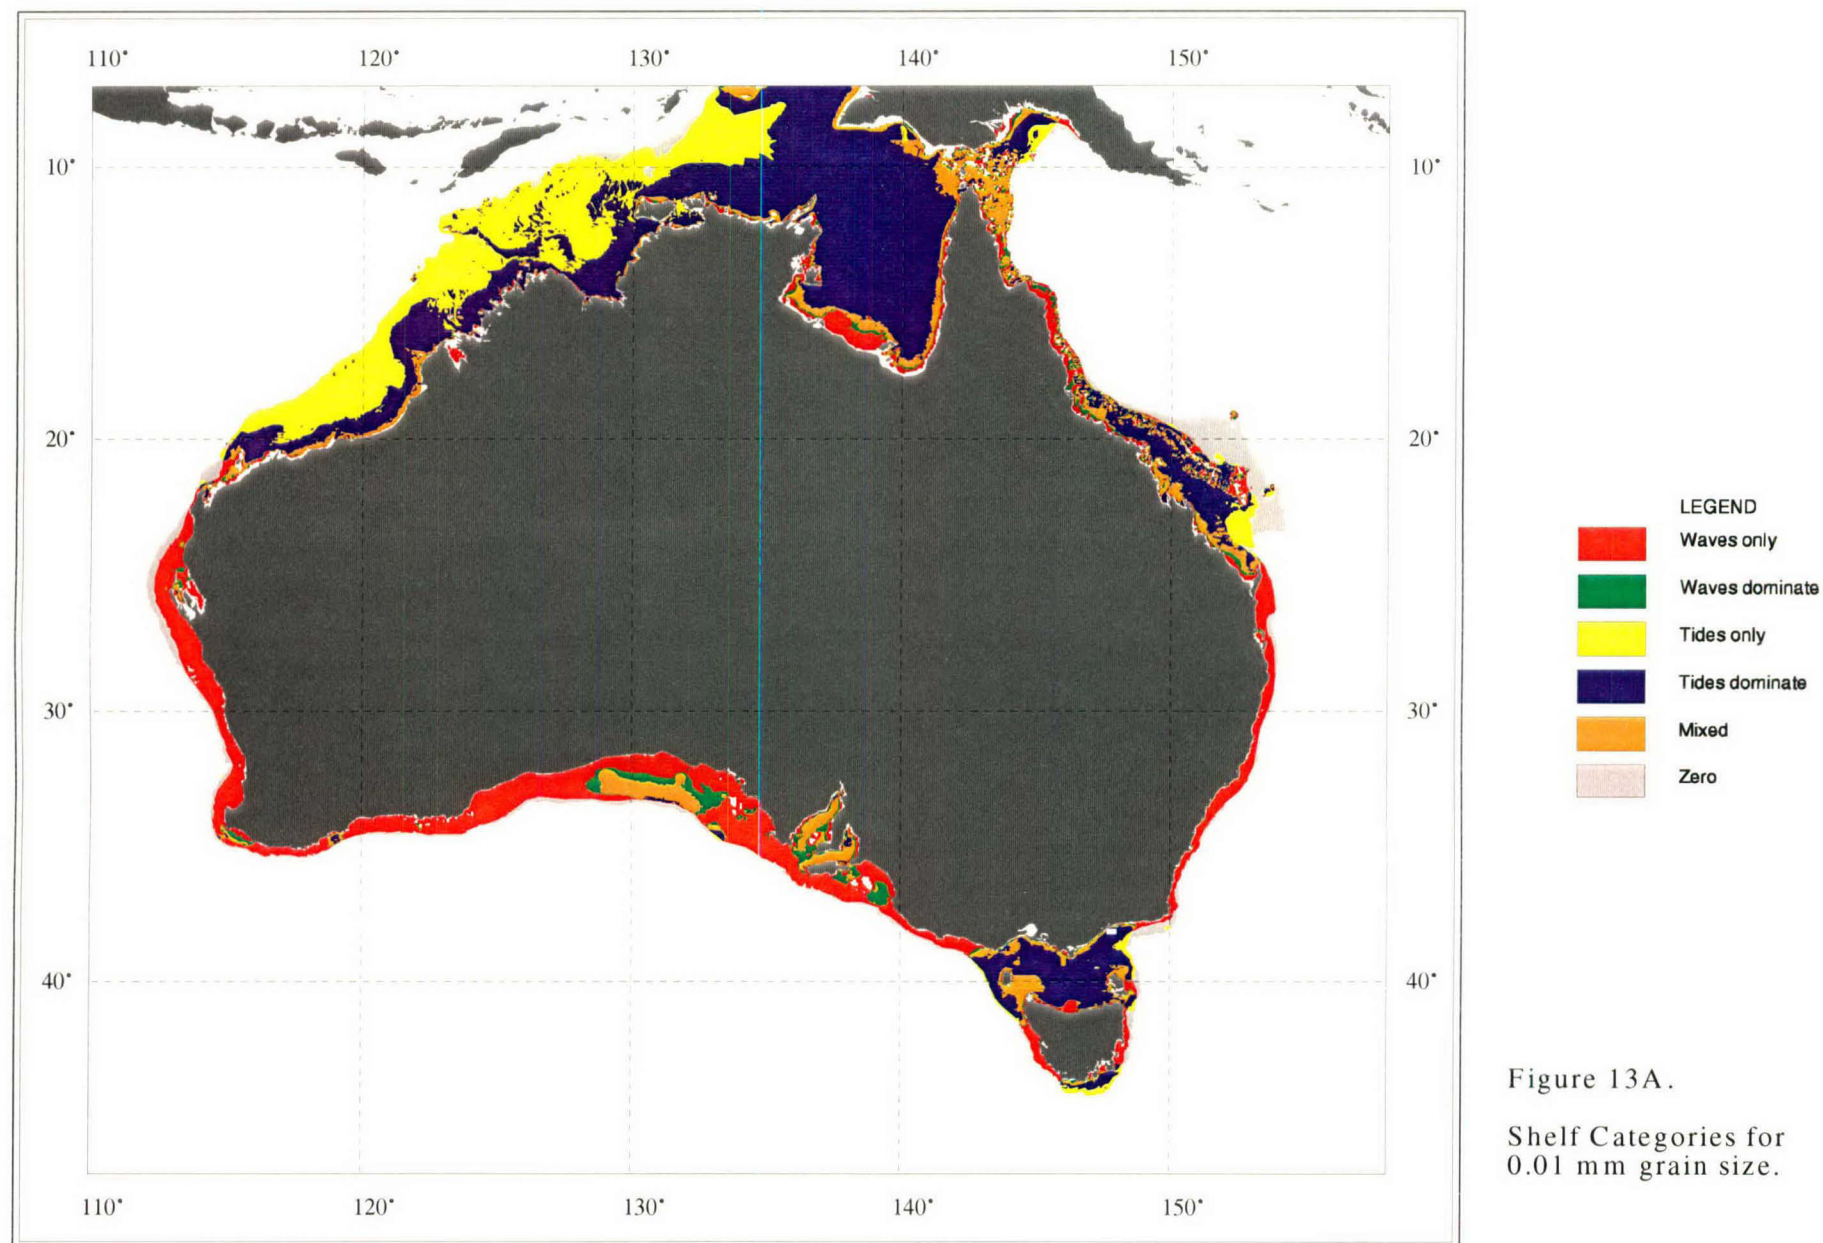 110° 120° 130° 140° 150°
10° 10°
20° 20°
30° 30°
40° 40°
110° 120° 130° 140° 150°
LEGEND
Waves only
Waves dominate
Tides only
Tides dominate
Mixed
Zero
Figure 13A.
Shelf Categories for
0.01 mm grain size.